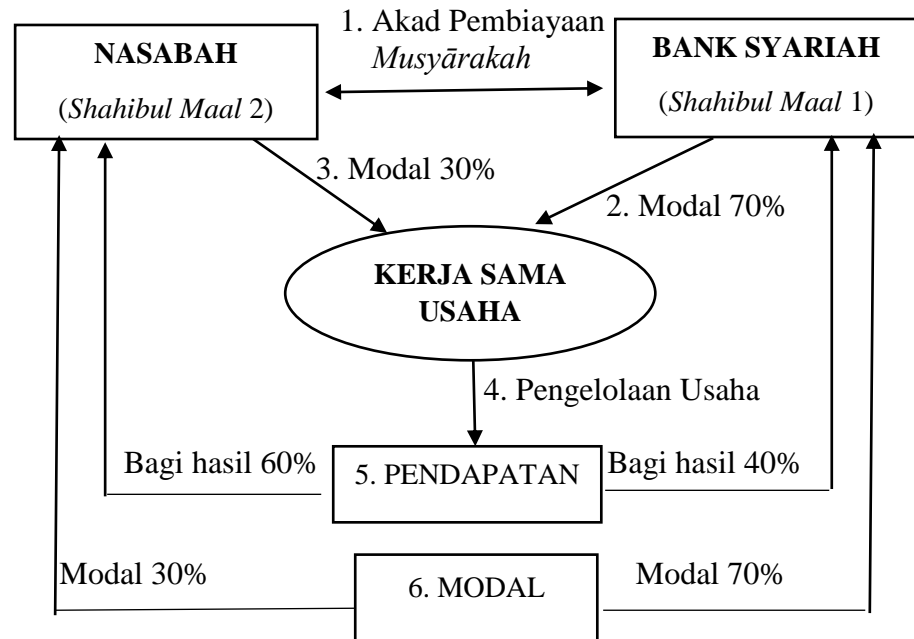 1. Akad Pembiayaan
Musyārakah
NASABAH
(Shahibul Maal 2)
BANK SYARIAH
(Shahibul Maal 1)
3. Modal 30%
2. Modal 70%
KERJA SAMA
USAHA
4. Pengelolaan Usaha
Bagi hasil 60%
5. PENDAPATAN
Bagi hasil 40%
Modal 30%
6. MODAL
Modal 70%